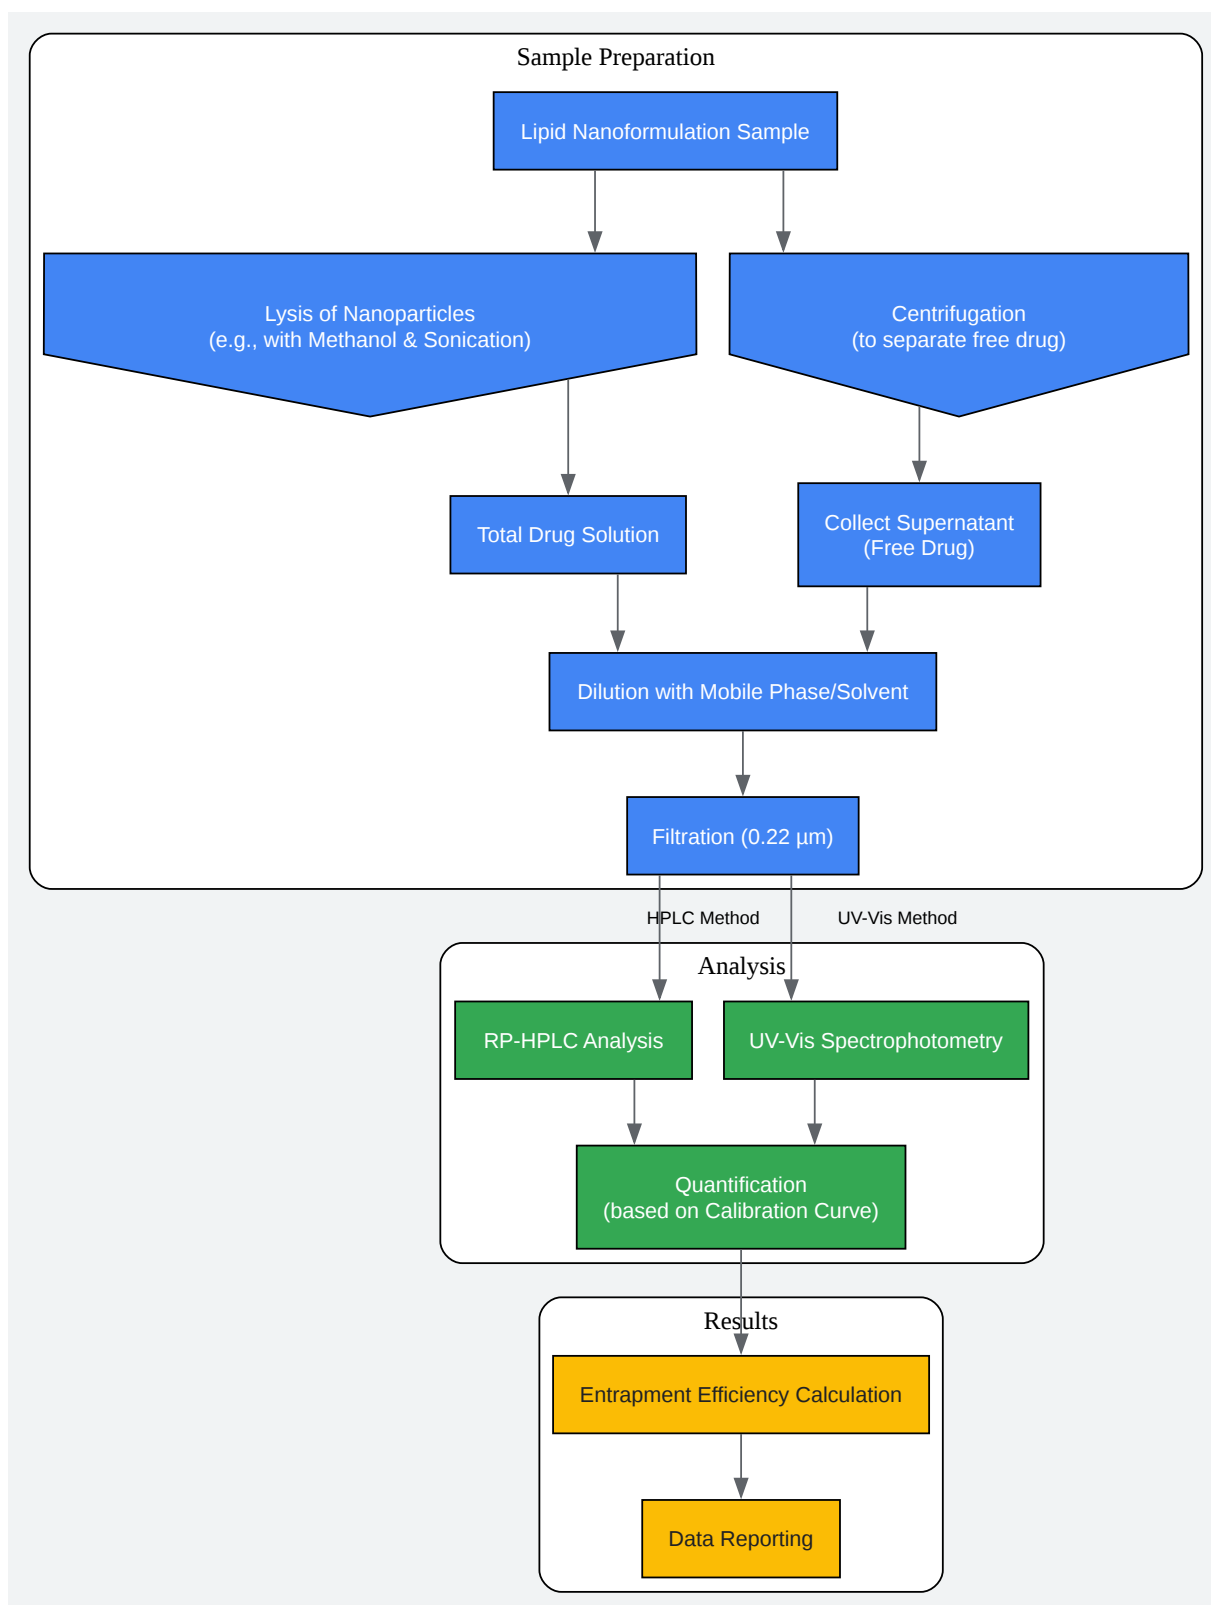 Sample Preparation
Lipid Nanoformulation Sample
Lysis of Nanoparticles
(e.g., with Methanol & Sonication)
Centrifugation
(to separate free drug)
Total Drug Solution
Collect Supernatant
(Free Drug)
Dilution with Mobile Phase/Solvent
Filtration (0.22 µm)
HPLC Method
UV-Vis Method
Analysis
RP-HPLC Analysis
UV-Vis Spectrophotometry
Quantification
(based on Calibration Curve)
Results
Entrapment Efficiency Calculation
Data Reporting